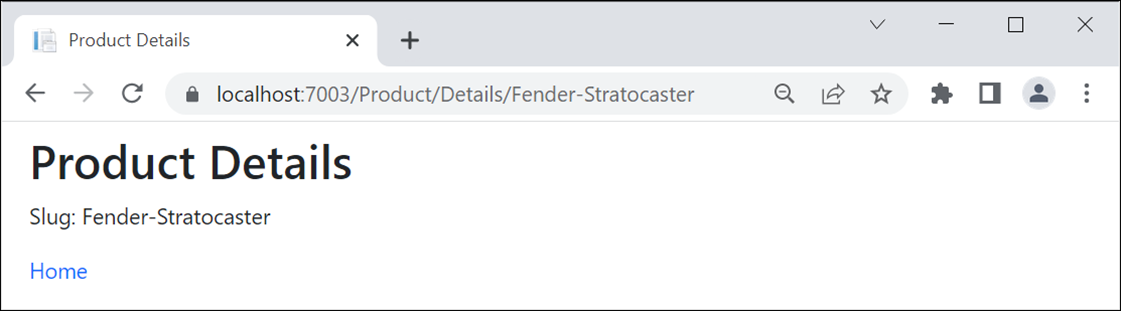 Product Details
localhost:7003/Product/Details/Fender-Stratocaster
Product Details
Slug: Fender-Stratocaster
Home